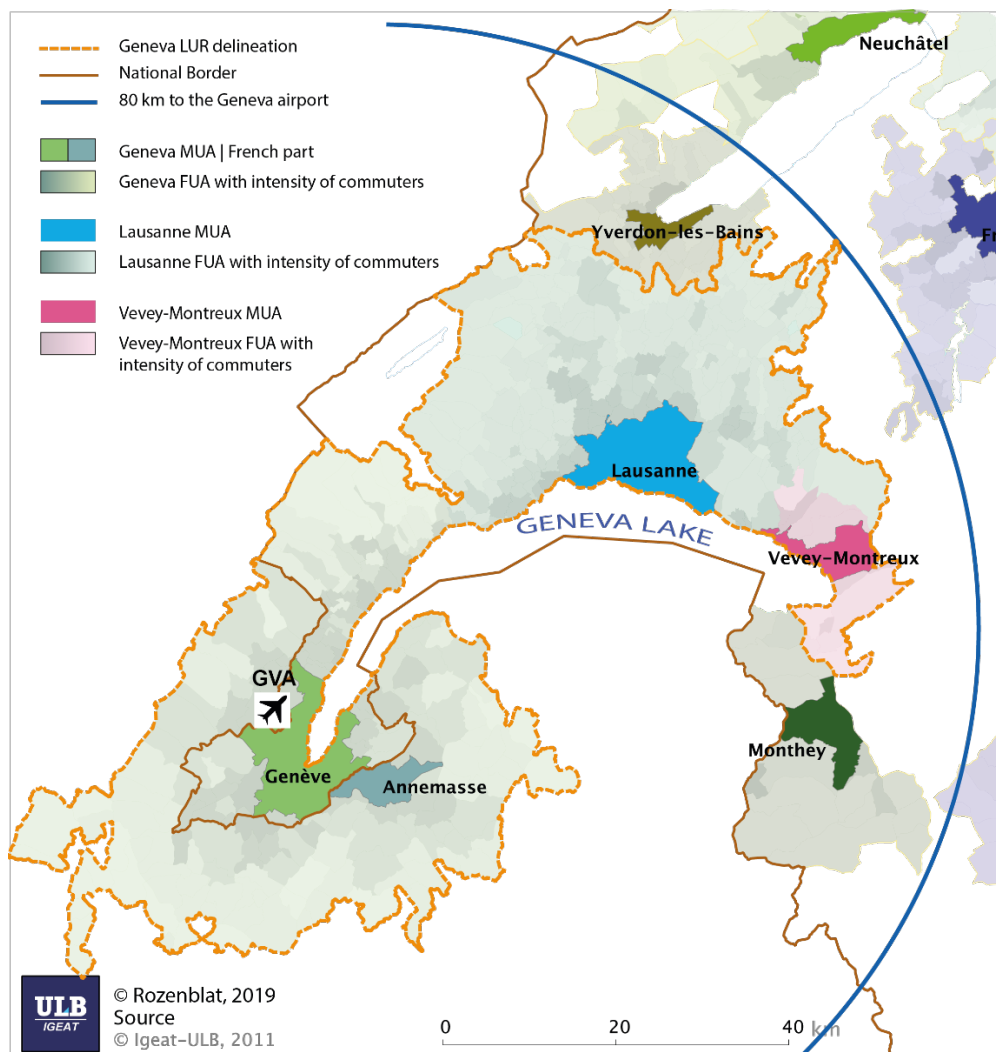 Geneva LUR delineation
National Border
80 km to the Geneva airport
Geneva MUA | French part
Geneva FUA with intensity of commuters
Lausanne MUA
Lausanne FUA with intensity of commuters
Vevey-Montreux MUA
Vevey-Montreux FUA with
intensity of commuters
Neuchâtel
Yverdon-les-Bains
Fr
Lausanne
GENEVA LAKE
Vevey-Montreux
GVA
Monthey
Genève
Annemasse
ULB
IGEAT
© Rozenblat, 2019
Source
© Igeat-ULB, 2011
0 20 40 km